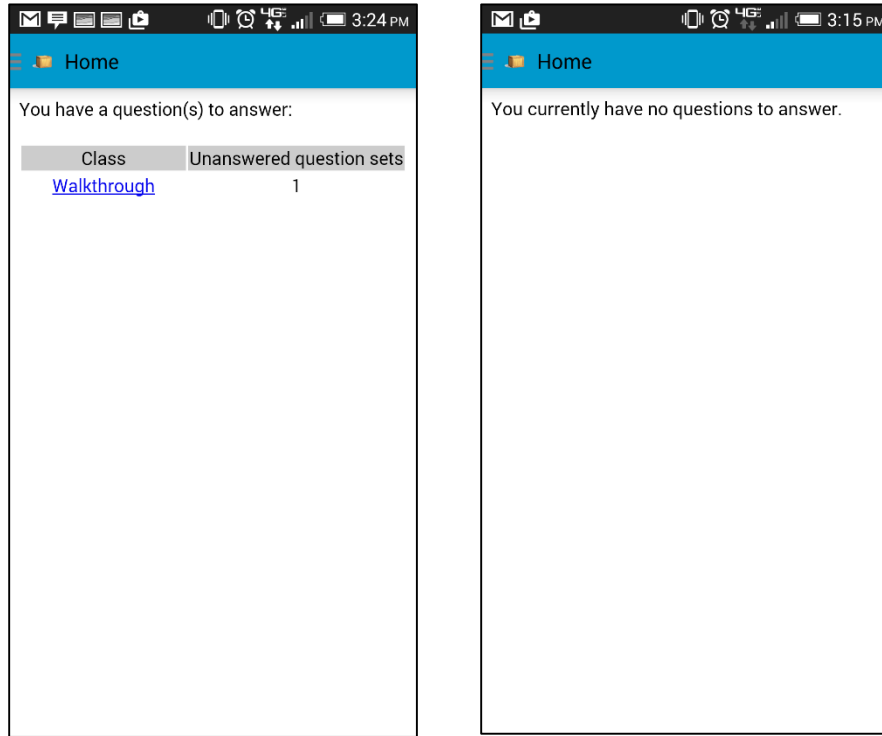 3:24 PM
Home
You have a question(s) to answer:
Class Unanswered question sets
Walkthrough 1
3:15 PM
Home
You currently have no questions to answer.